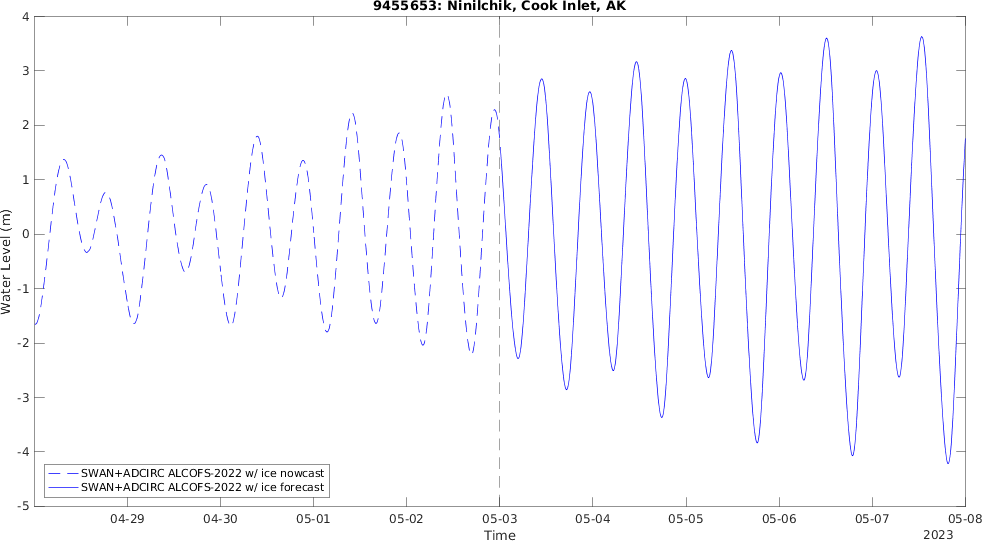 9455653: Ninilchik, Cook Inlet, AK
4
3
2
1
0
-1
-2
-3
-4
-5
Water Level (m)
SWAN+ADCIRC ALCOFS-2022 w/ ice nowcast
SWAN+ADCIRC ALCOFS-2022 w/ ice forecast
04-29 04-30 05-01 05-02 05-03 05-04 05-05 05-06 05-07 05-08
Time
2023